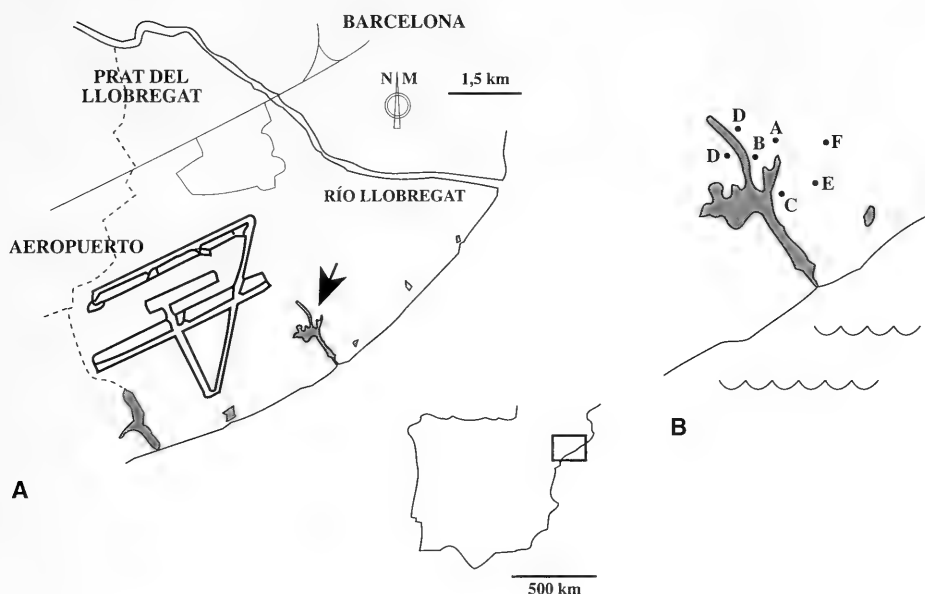 BARCELONA
PRAT DEL
LLOBREGAT
N M
1,5 km
RÍO LLOBREGAT
AEROPUERTO
A
500 km
D
A
F
D
B
E
C
B